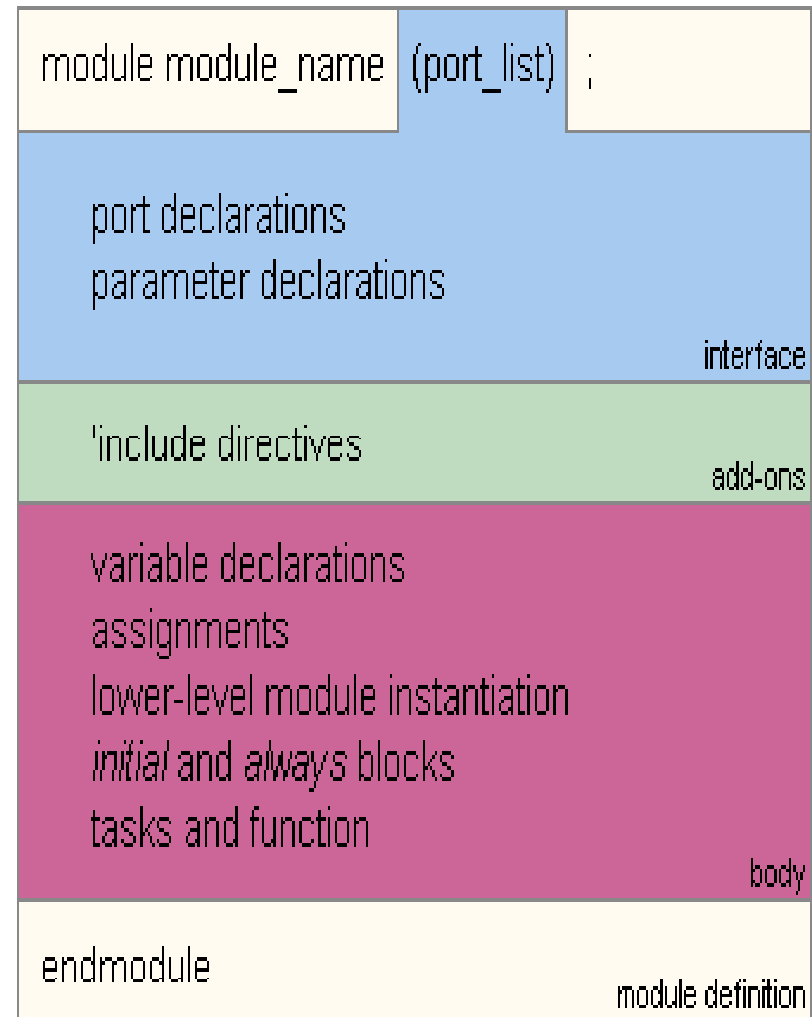 module module_name (port_list) ;
port declarations
parameter declarations
interface
'include directives
add-ons
variable declarations
assignments
lower-level module instantiation
initial and always blocks
tasks and function
body
endmodule
module definition